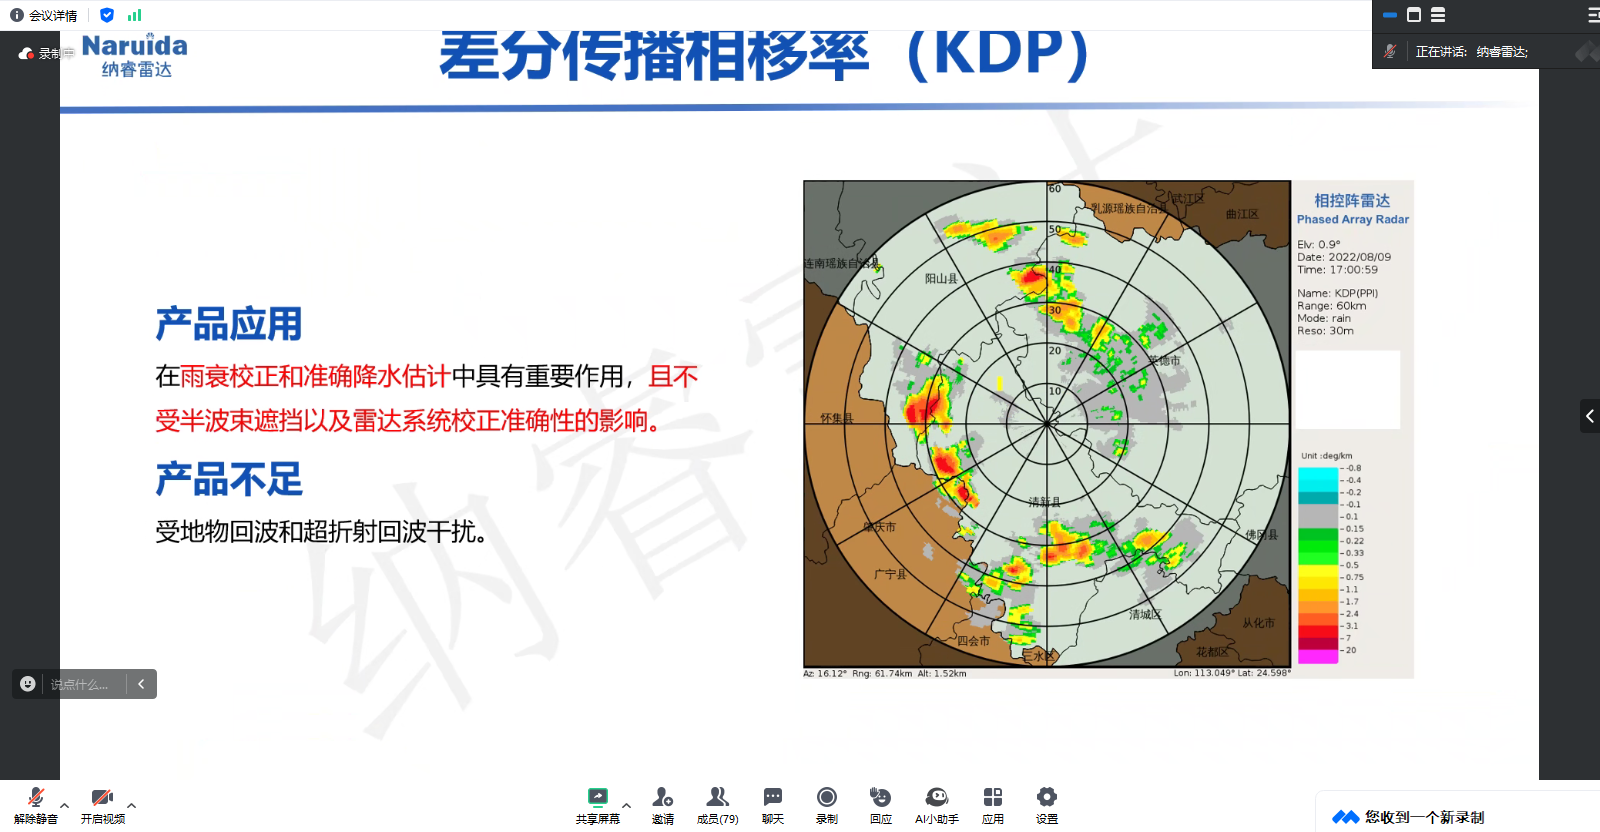 会议详情
录制中
Naruida
纳睿雷达
差分传播相移率（KDP）
正在讲话: 纳睿雷达;
产品应用
在雨衰校正和准确降水估计中具有重要作用，且不
受半波束遮挡以及雷达系统校正准确性的影响。
产品不足
受地物回波和超折射回波干扰。
纳睿雷达
60
50
40
30
20
10
乳源瑶族自治县
武江区
曲江区
连南瑶族自治县
阳山县
英德市
怀集县
清新县
肇庆市
佛冈县
广宁县
清城区
从化市
四会市
三水区
花都区
Az: 16.12° Rng: 61.74km Alt: 1.52km
Lon: 113.049° Lat: 24.598°
相控阵雷达
Phased Array Radar
Elv: 0.9°
Date: 2022/08/09
Time: 17:00:59
Name: KDP(PPI)
Range: 60km
Mode: rain
Reso: 30m
Unit :deg/km
-0.8
-0.4
-0.2
-0.1
0.1
0.15
0.22
0.33
0.5
0.75
1.1
1.7
2.4
3.1
7
20
说点什么...
解除静音
开启视频
共享屏幕
邀请
成员(79)
聊天
录制
回应
AI小助手
应用
设置
您收到一个新录制